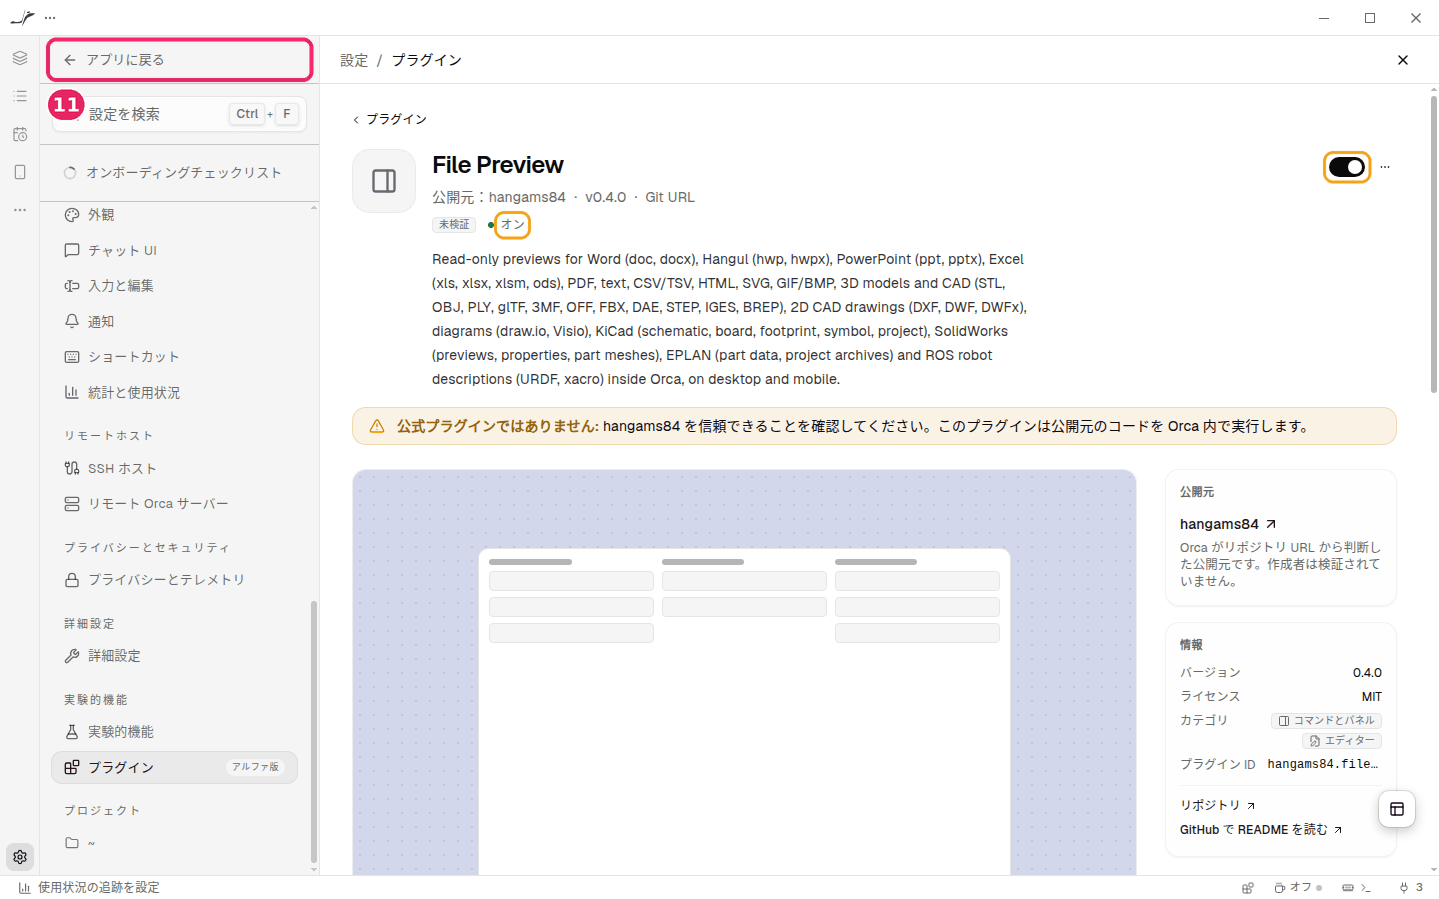 アプリに戻る
設定 / プラグイン
11
設定を検索
Ctrl + F
オンボーディングチェックリスト
外観
チャット UI
入力と編集
通知
ショートカット
統計と使用状況
リモートホスト
SSH ホスト
リモート Orca サーバー
プライバシーとセキュリティ
プライバシーとテレメトリ
詳細設定
詳細設定
実験的機能
実験的機能
プラグイン
アルファ版
プロジェクト
~
プラグイン
File Preview
公開元：hangams84 · v0.4.0 · Git URL
未検証
オン
Read-only previews for Word (doc, docx), Hangul (hwp, hwpx), PowerPoint (ppt, pptx), Excel
(xls, xlsx, xlsm, ods), PDF, text, CSV/TSV, HTML, SVG, GIF/BMP, 3D models and CAD (STL,
OBJ, PLY, glTF, 3MF, OFF, FBX, DAE, STEP, IGES, BREP), 2D CAD drawings (DXF, DWF, DWFx),
diagrams (draw.io, Visio), KiCad (schematic, board, footprint, symbol, project), SolidWorks
(previews, properties, part meshes), EPLAN (part data, project archives) and ROS robot
descriptions (URDF, xacro) inside Orca, on desktop and mobile.
公式プラグインではありません: hangams84 を信頼できることを確認してください。このプラグインは公開元のコードを Orca 内で実行します。
公開元
hangams84
Orca がリポジトリ URL から判断し
た公開元です。作成者は検証されて
いません。
情報
バージョン 0.4.0
ライセンス MIT
カテゴリ コマンドとパネル
エディター
プラグイン ID hangams84.file…
リポジトリ
GitHub で README を読む
使用状況の追跡を設定
オフ
3